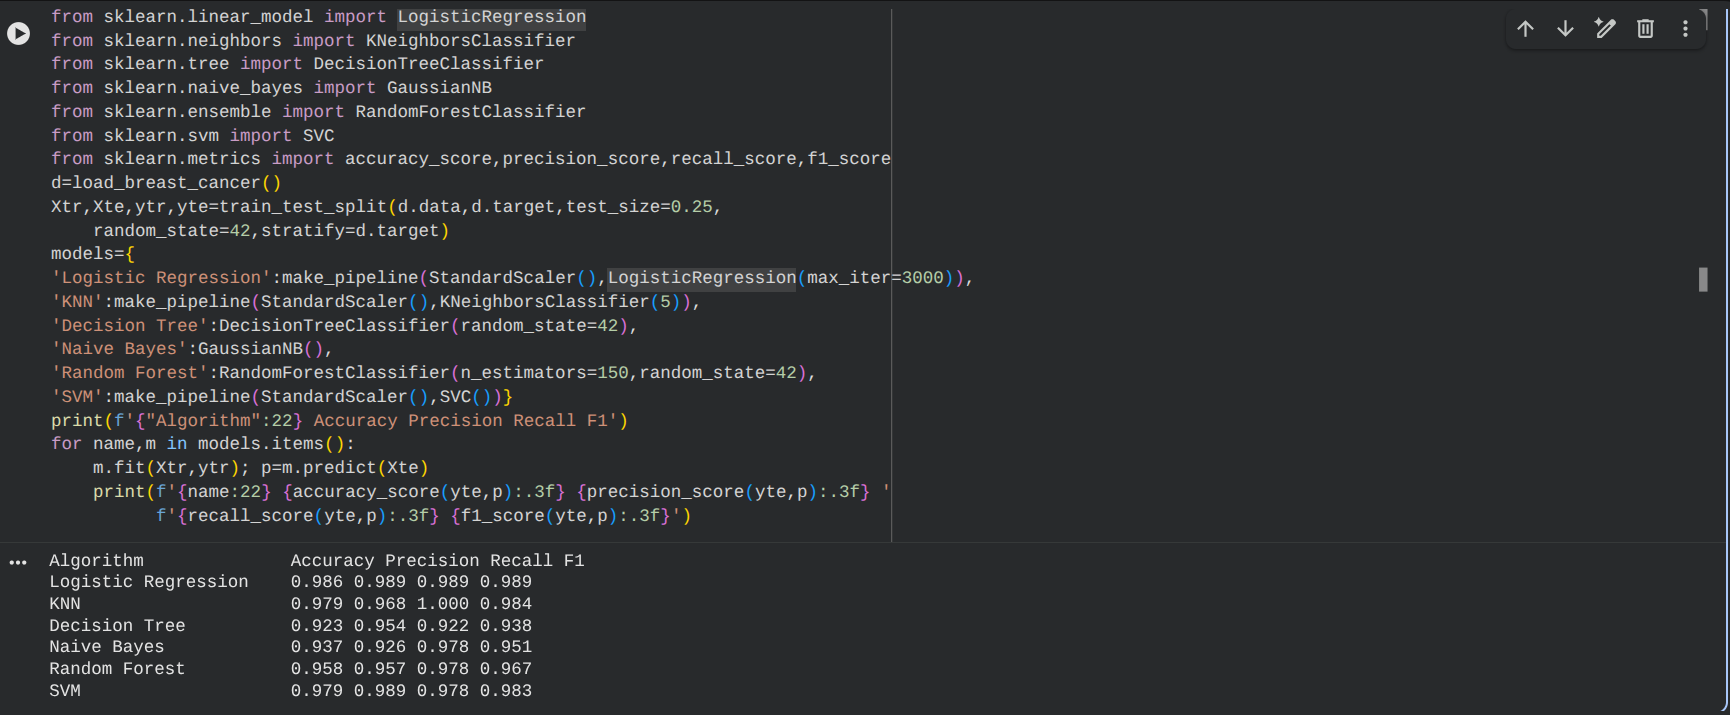 from sklearn.linear_model import LogisticRegression
from sklearn.neighbors import KNeighborsClassifier
from sklearn.tree import DecisionTreeClassifier
from sklearn.naive_bayes import GaussianNB
from sklearn.ensemble import RandomForestClassifier
from sklearn.svm import SVC
from sklearn.metrics import accuracy_score,precision_score,recall_score,f1_score
d=load_breast_cancer()
Xtr,Xte,ytr,yte=train_test_split(d.data,d.target,test_size=0.25,
    random_state=42,stratify=d.target)
models={
'Logistic Regression':make_pipeline(StandardScaler(),LogisticRegression(max_iter=3000)),
'KNN':make_pipeline(StandardScaler(),KNeighborsClassifier(5)),
'Decision Tree':DecisionTreeClassifier(random_state=42),
'Naive Bayes':GaussianNB(),
'Random Forest':RandomForestClassifier(n_estimators=150,random_state=42),
'SVM':make_pipeline(StandardScaler(),SVC())}
print(f'{"Algorithm":22} Accuracy Precision Recall F1')
for name,m in models.items():
    m.fit(Xtr,ytr); p=m.predict(Xte)
    print(f'{name:22} {accuracy_score(yte,p):.3f} {precision_score(yte,p):.3f} '
          f'{recall_score(yte,p):.3f} {f1_score(yte,p):.3f}')
Algorithm              Accuracy Precision Recall F1
Logistic Regression    0.986 0.989 0.989 0.989
KNN                    0.979 0.968 1.000 0.984
Decision Tree          0.923 0.954 0.922 0.938
Naive Bayes            0.937 0.926 0.978 0.951
Random Forest          0.958 0.957 0.978 0.967
SVM                    0.979 0.989 0.978 0.983